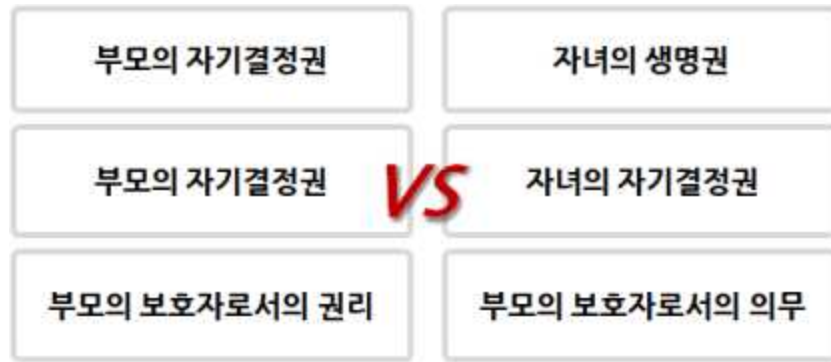 부모의 자기결정권
자녀의 생명권
부모의 자기결정권
VS
자녀의 자기결정권
부모의 보호자로서의 권리
부모의 보호자로서의 의무